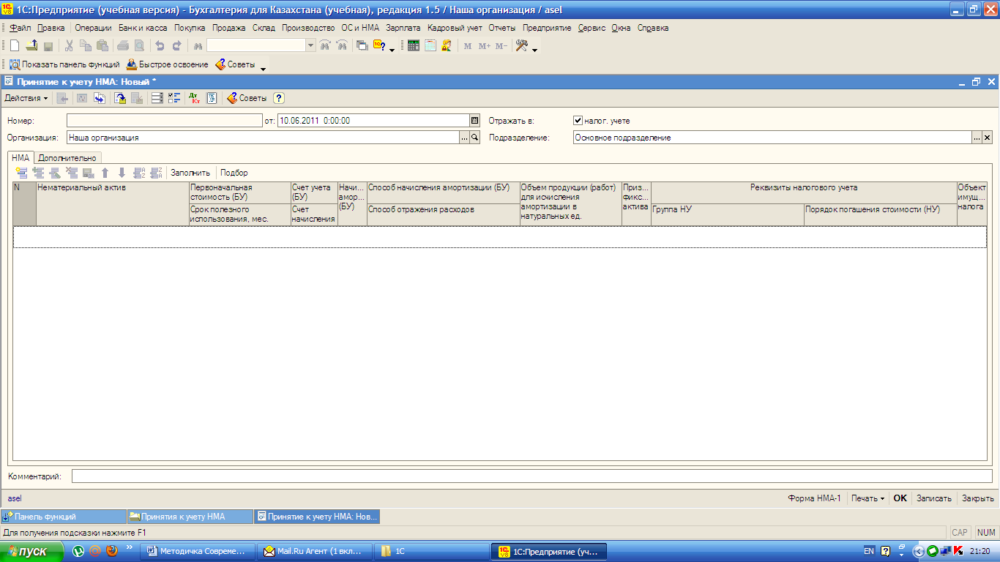 1С:Предприятие (учебная версия) - Бухгалтерия для Казахстана (учебная), редакция 1.5 / Наша организация / asel
Файл Правка Операции Банк и касса Покупка Продажа Склад Производство ОС и НМА Зарплата Кадровый учет Отчеты Предприятие Сервис Окна Справка
M M+ M-
Показать панель функций Быстрое освоение Советы
Принятие к учету НМА: Новый *
Действия Дт Кт Советы ?
Номер: от: 10.06.2011 0:00:00 Отражать в: налог. учете
Организация: Наша организация ... Подразделение: Основное подразделение ... x
НМА Дополнительно
Заполнить Подбор
N Нематериальный актив Первоначальная стоимость (БУ) Счет учета (БУ) Начи... амор... (БУ) Способ начисления амортизации (БУ) Объем продукции (работ) для исчисления амортизации в натуральных ед. Приз... фикс... актива Реквизиты налогового учета Объект имущ... налога
Срок полезного использования, мес. Счет начисления Способ отражения расходов Группа НУ Порядок погашения стоимости (НУ)
Комментарий:
asel Форма НМА-1 Печать OK Записать Закрыть
Панель функций Принятия к учету НМА Принятие к учету НМА: Нов...
Для получения подсказки нажмите F1 CAP NUM
пуск Методичка Совреме... Mail.Ru Агент (1 вкл... 1С 1С:Предприятие (уч... EN 21:20